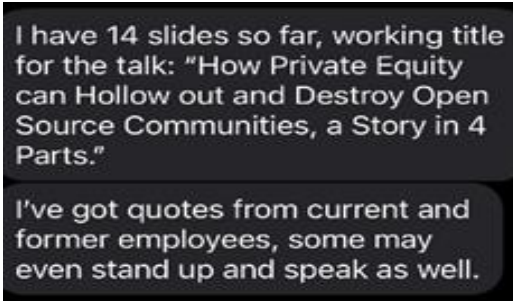 I have 14 slides so far, working title
for the talk: “How Private Equity
can Hollow out and Destroy Open
Source Communities, a Story in 4
Parts.”
I’ve got quotes from current and
former employees, some may
even stand up and speak as well.